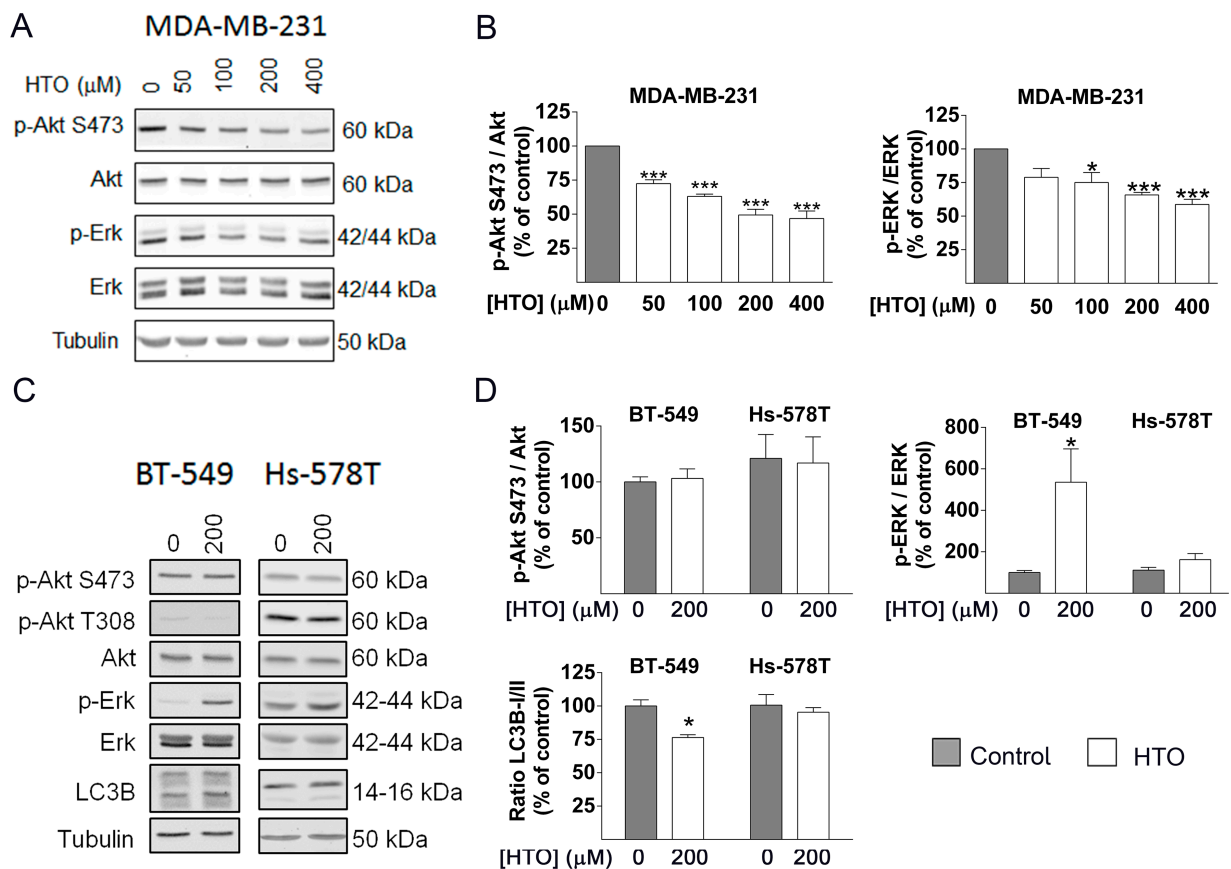 A
MDA-MB-231
HTO (μM) 0 50 100 200 400
p-Akt S473 60 kDa
Akt 60 kDa
p-Erk 42/44 kDa
Erk 42/44 kDa
Tubulin 50 kDa
B
MDA-MB-231
p-Akt S473 / Akt
(% of control)
125
100
75
50
25
*** *** *** ***
[HTO] (μM) 0 50 100 200 400
MDA-MB-231
p-ERK /ERK
(% of control)
125
100
75
50
25
* *** ***
[HTO] (μM) 0 50 100 200 400
C
BT-549 Hs-578T
0 200 0 200
p-Akt S473 60 kDa
p-Akt T308 60 kDa
Akt 60 kDa
p-Erk 42-44 kDa
Erk 42-44 kDa
LC3B 14-16 kDa
Tubulin 50 kDa
D
BT-549 Hs-578T
p-Akt S473 / Akt
(% of control)
150
100
50
[HTO] (μM) 0 200 0 200
BT-549 Hs-578T
p-ERK / ERK
(% of control)
800
600
400
200
*
[HTO] (μM) 0 200 0 200
BT-549 Hs-578T
Ratio LC3B-I/II
(% of control)
125
100
75
50
25
*
[HTO] (μM) 0 200 0 200
Control HTO